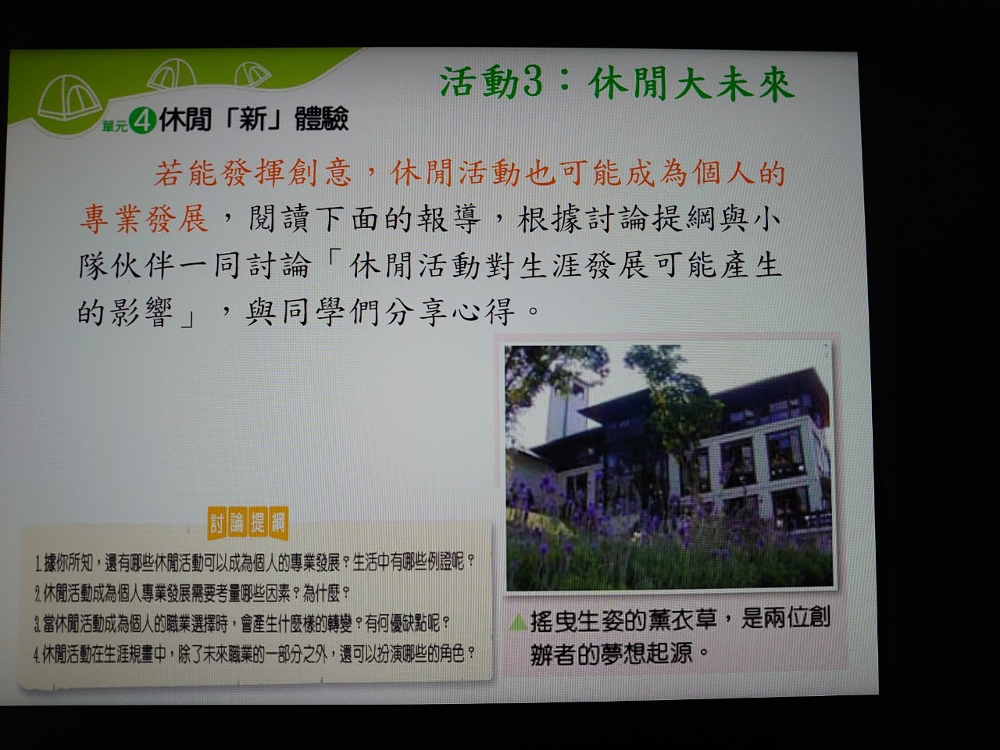 活動3：休閒大未來
單元4休閒「新」體驗
若能發揮創意，休閒活動也可能成為個人的
專業發展，閱讀下面的報導，根據討論提綱與小
隊伙伴一同討論「休閒活動對生涯發展可能產生
的影響」，與同學們分享心得。
討論提綱
1.據你所知，還有哪些休閒活動可以成為個人的專業發展？生活中有哪些例證呢？
2.休閒活動成為個人專業發展需要考量哪些因素？為什麼？
3.當休閒活動成為個人的職業選擇時，會產生什麼樣的轉變？有何優缺點呢？
4.休閒活動在生涯規畫中，除了未來職業的一部分之外，還可以扮演哪些的角色？
▲搖曳生姿的薰衣草，是兩位創
辦者的夢想起源。